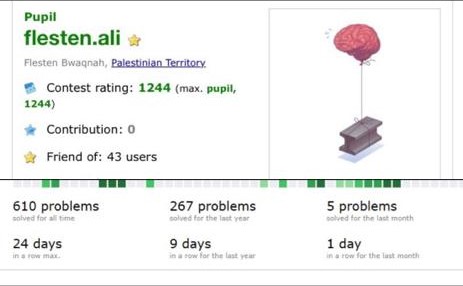 Pupil
flesten.ali
Flesten Bwaqnah, Palestinian Territory
Contest rating: 1244 (max. pupil,
1244)
Contribution: 0
Friend of: 43 users
610 problems
solved for all time
267 problems
solved for the last year
5 problems
solved for the last month
24 days
in a row max.
9 days
in a row for the last year
1 day
in a row for the last month